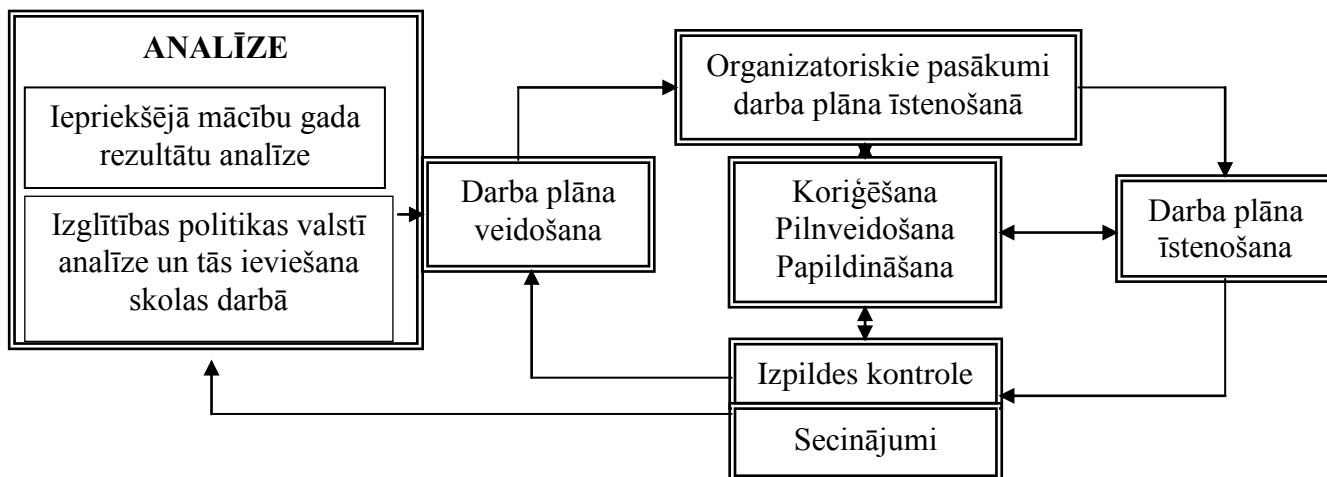 ANALĪZE
Iepriekšējā mācību gada
rezultātu analīze
Izglītības politikas valstī
analīze un tās ieviešana
skolas darbā
Darba plāna
veidošana
Organizatoriskie pasākumi
darba plāna īstenošanā
Koriģēšana
Pilnveidošana
Papildināšana
Darba plāna
īstenošana
Izpildes kontrole
Secinājumi